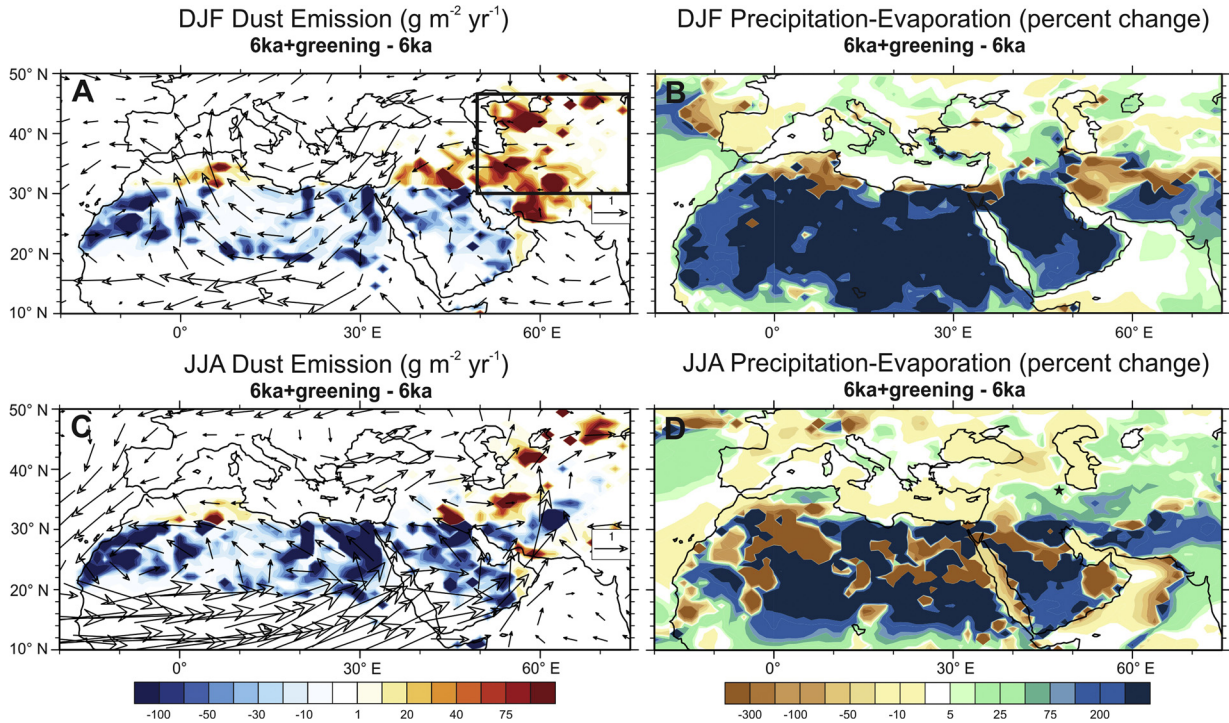 DJF Dust Emission (g m⁻² yr⁻¹)
6ka+greening - 6ka
DJF Precipitation-Evaporation (percent change)
6ka+greening - 6ka
50° N
40° N
30° N
20° N
10° N
A
1
B
0°
30° E
60° E
0°
30° E
60° E
JJA Dust Emission (g m⁻² yr⁻¹)
6ka+greening - 6ka
JJA Precipitation-Evaporation (percent change)
6ka+greening - 6ka
50° N
40° N
30° N
20° N
10° N
C
1
D
0°
30° E
60° E
0°
30° E
60° E
-100 -50 -30 -10 1 20 40 75
-300 -100 -50 -10 5 25 75 200